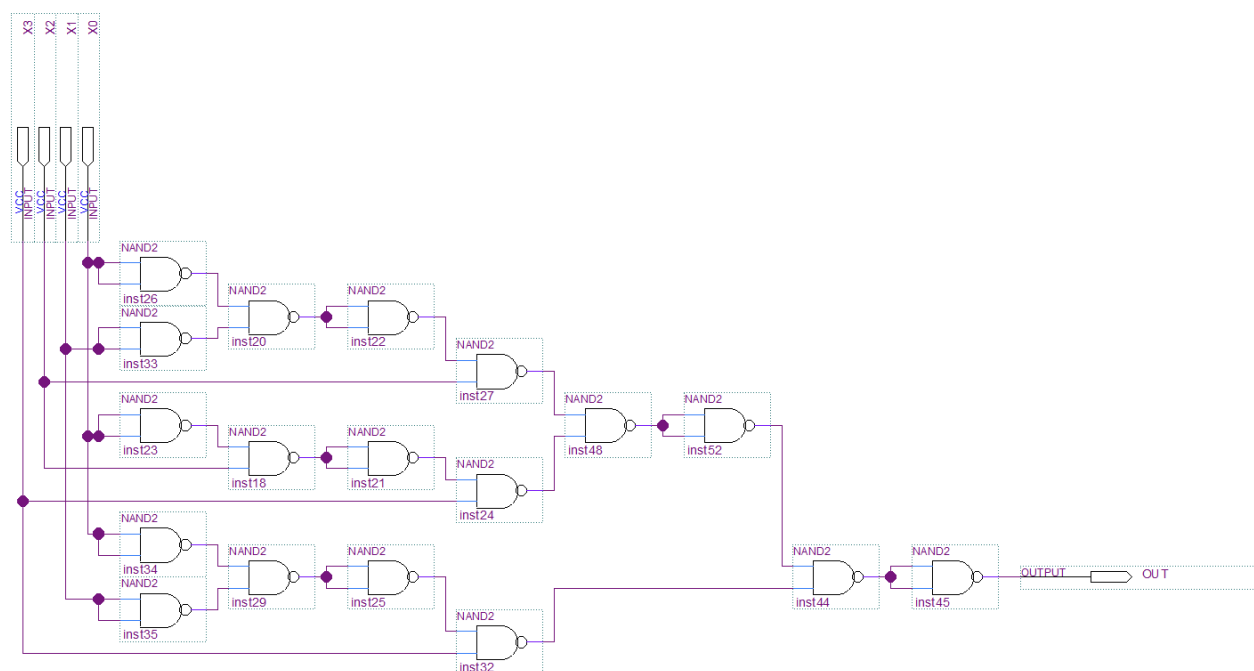 X3
X2
X1
X0
VCC
INPUT
VCC
INPUT
VCC
INPUT
VCC
INPUT
NAND2
inst26
NAND2
inst33
NAND2
inst20
NAND2
inst22
NAND2
inst27
NAND2
inst23
NAND2
inst18
NAND2
inst21
NAND2
inst24
NAND2
inst48
NAND2
inst52
NAND2
inst34
NAND2
inst35
NAND2
inst29
NAND2
inst25
NAND2
inst32
NAND2
inst44
NAND2
inst45
OUTPUT
OUT